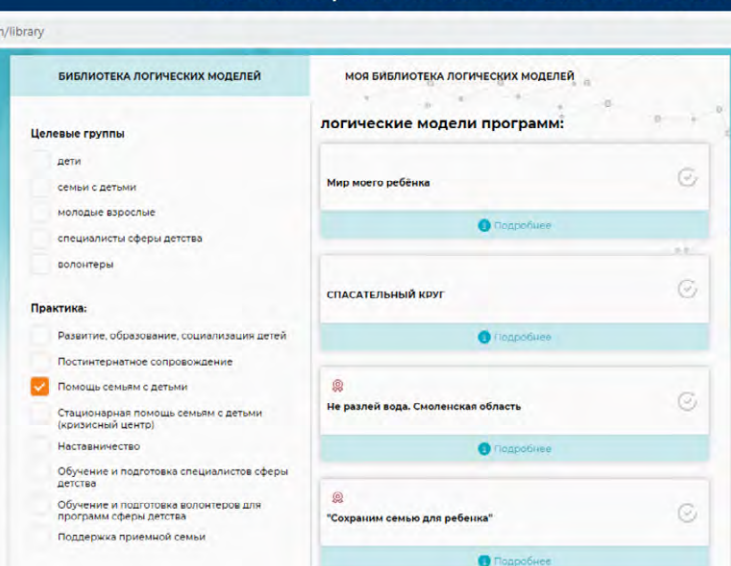 /library
БИБЛИОТЕКА ЛОГИЧЕСКИХ МОДЕЛЕЙ
МОЯ БИБЛИОТЕКА ЛОГИЧЕСКИХ МОДЕЛЕЙ
Целевые группы
дети
семьи с детьми
молодые взрослые
специалисты сферы детства
волонтеры
Практика:
Развитие, образование, социализация детей
Постинтернатное сопровождение
Помощь семьям с детьми
Стационарная помощь семьям с детьми
(кризисный центр)
Наставничество
Обучение и подготовка специалистов сферы
детства
Обучение и подготовка волонтеров для
программ сферы детства
Поддержка приемной семьи
логические модели программ:
Мир моего ребёнка
Подробнее
СПАСАТЕЛЬНЫЙ КРУГ
Подробнее
Не разлей вода. Смоленская область
Подробнее
"Сохраним семью для ребенка"
Подробнее